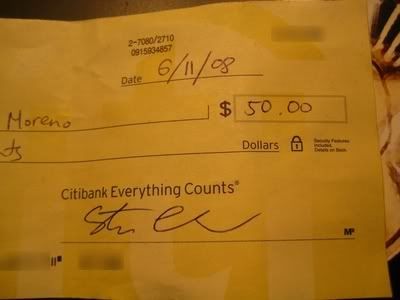 2-7080/2710
0915934857
Date 6/11/08
Moreno $ 50.00
ts Dollars Security Features Included. Details on Back.
Citibank Everything Counts®
MP